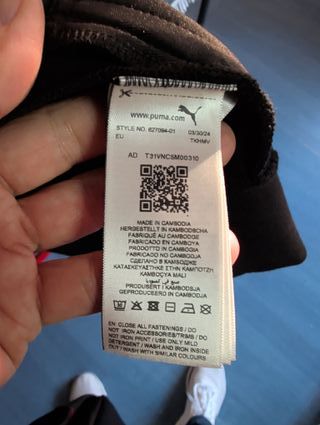 www.puma.com
STYLE NO. 627084-01 03/30/24
EU TKHMV
AD T31VNCSM00310
MADE IN CAMBODIA
HERGESTELLT IN KAMBODSCHA
FABRIQUÉ AU CAMBODGE
FABRICADO EN CAMBOYA
PRODOTTO IN CAMBOGIA
FABRICADO NO CAMBOJA
СДЕЛАНО В КАМБОДЖЕ
ΚΑΤΑΣΚΕΥΑΣΤΗΚΕ ΣΤΗΝ ΚΑΜΠΟΤΖΗ
KAMBOÇYA MALI
صنع في كمبوديا
PRODUSERT I KAMBODSJA
GEPRODUCEERD IN CAMBODJA
EN: CLOSE ALL FASTENINGS / DO
NOT IRON PRINT ACCESSORIES/TRIMS / DO
NOT IRON PRINT / USE ONLY MILD
DETERGENT / WASH AND IRON INSIDE
OUT / WASH WITH SIMILAR COLOURS